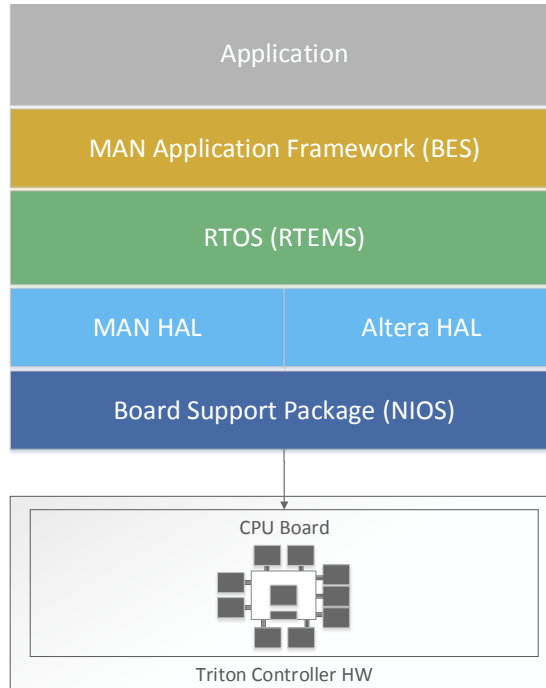 Application
MAN Application Framework (BES)
RTOS (RTEMS)
MAN HAL
Altera HAL
Board Support Package (NIOS)
CPU Board
Triton Controller HW